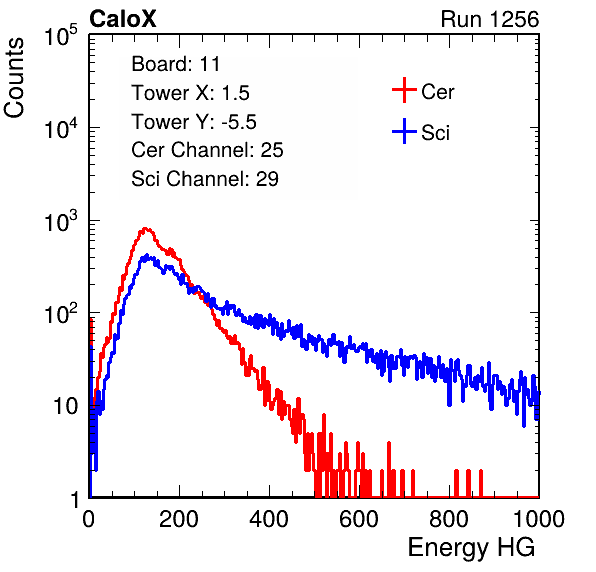 CaloX Run 1256
Counts
Board: 11
Tower X: 1.5
Tower Y: -5.5
Cer Channel: 25
Sci Channel: 29
Cer
Sci
10^5
10^4
10^3
10^2
10
1
0 200 400 600 800 1000
Energy HG